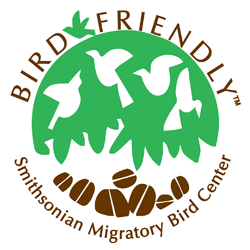 BIRD FRIENDLY™
Smithsonian Migratory Bird Center